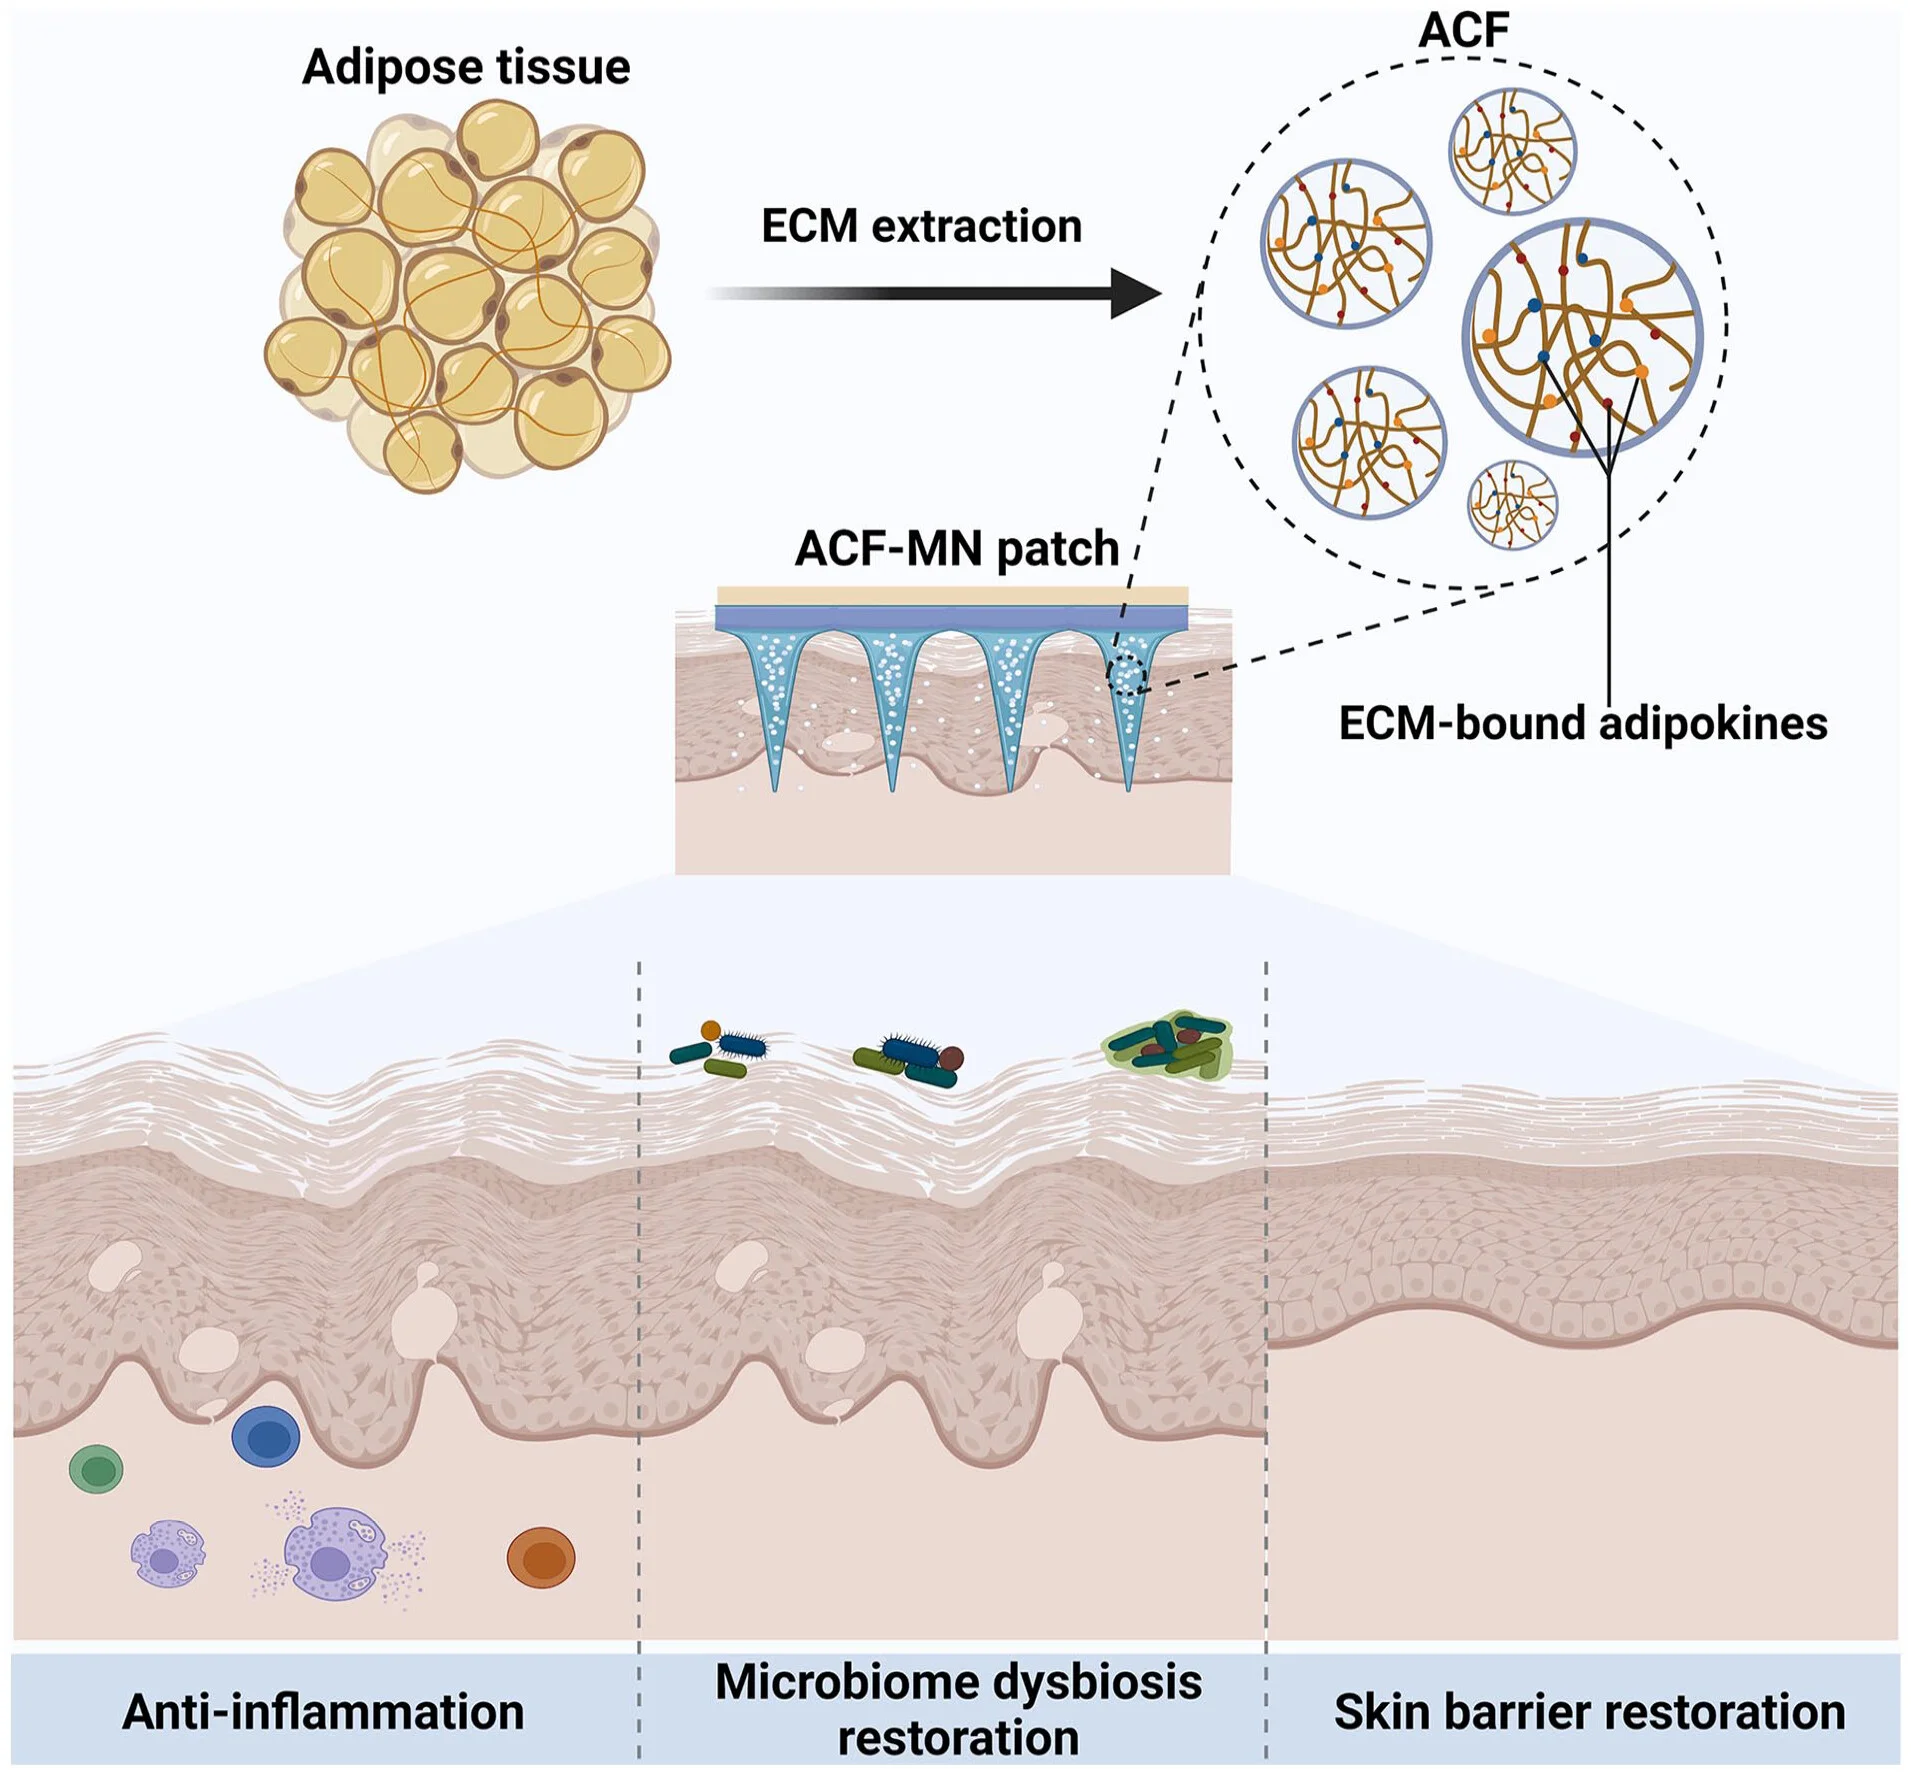 Adipose tissue
ACF
ECM extraction
ACF-MN patch
ECM-bound adipokines
Anti-inflammation
Microbiome dysbiosis
restoration
Skin barrier restoration